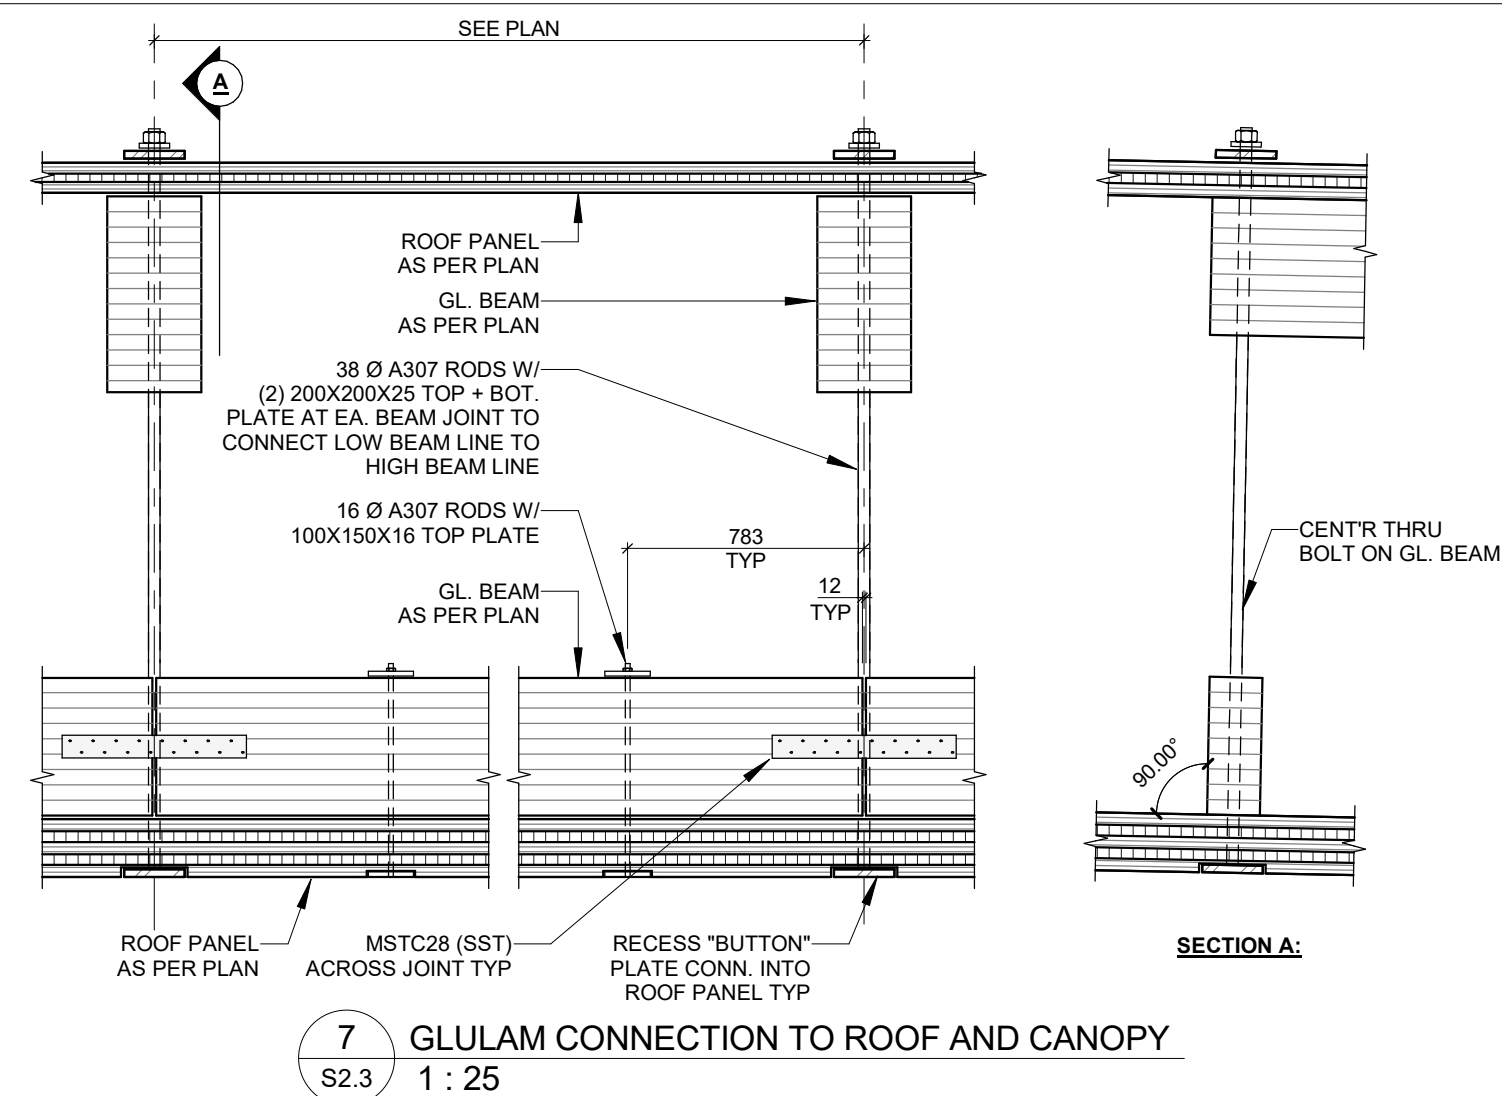 SEE PLAN
A
ROOF PANEL
AS PER PLAN
GL. BEAM
AS PER PLAN
38 Ø A307 RODS W/
(2) 200X200X25 TOP + BOT.
PLATE AT EA. BEAM JOINT TO
CONNECT LOW BEAM LINE TO
HIGH BEAM LINE
16 Ø A307 RODS W/
100X150X16 TOP PLATE
783
TYP
12
TYP
GL. BEAM
AS PER PLAN
CENT'R THRU
BOLT ON GL. BEAM
90.00°
ROOF PANEL
AS PER PLAN
MSTC28 (SST)
ACROSS JOINT TYP
RECESS "BUTTON"
PLATE CONN. INTO
ROOF PANEL TYP
SECTION A:
7
S2.3
GLULAM CONNECTION TO ROOF AND CANOPY
1 : 25